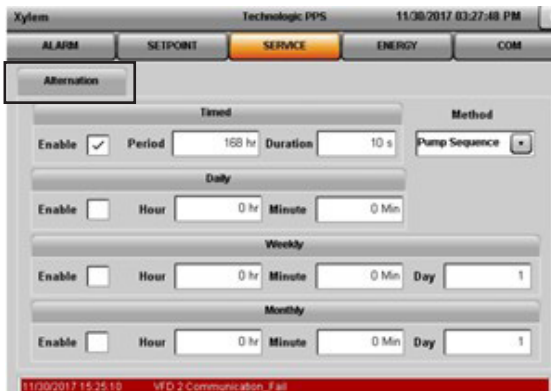 Xylem Technologic PPS 11/30/2017 03:27:48 PM
ALARM SETPOINT SERVICE ENERGY COM
Alternation
Timed Method
Enable Period 168 hr Duration 10 s Pump Sequence
Daily
Enable Hour 0 hr Minute 0 Min
Weekly
Enable Hour 0 hr Minute 0 Min Day 1
Monthly
Enable Hour 0 hr Minute 0 Min Day 1
11/30/2017 15:25:10 VFD 2 Communication_Fail